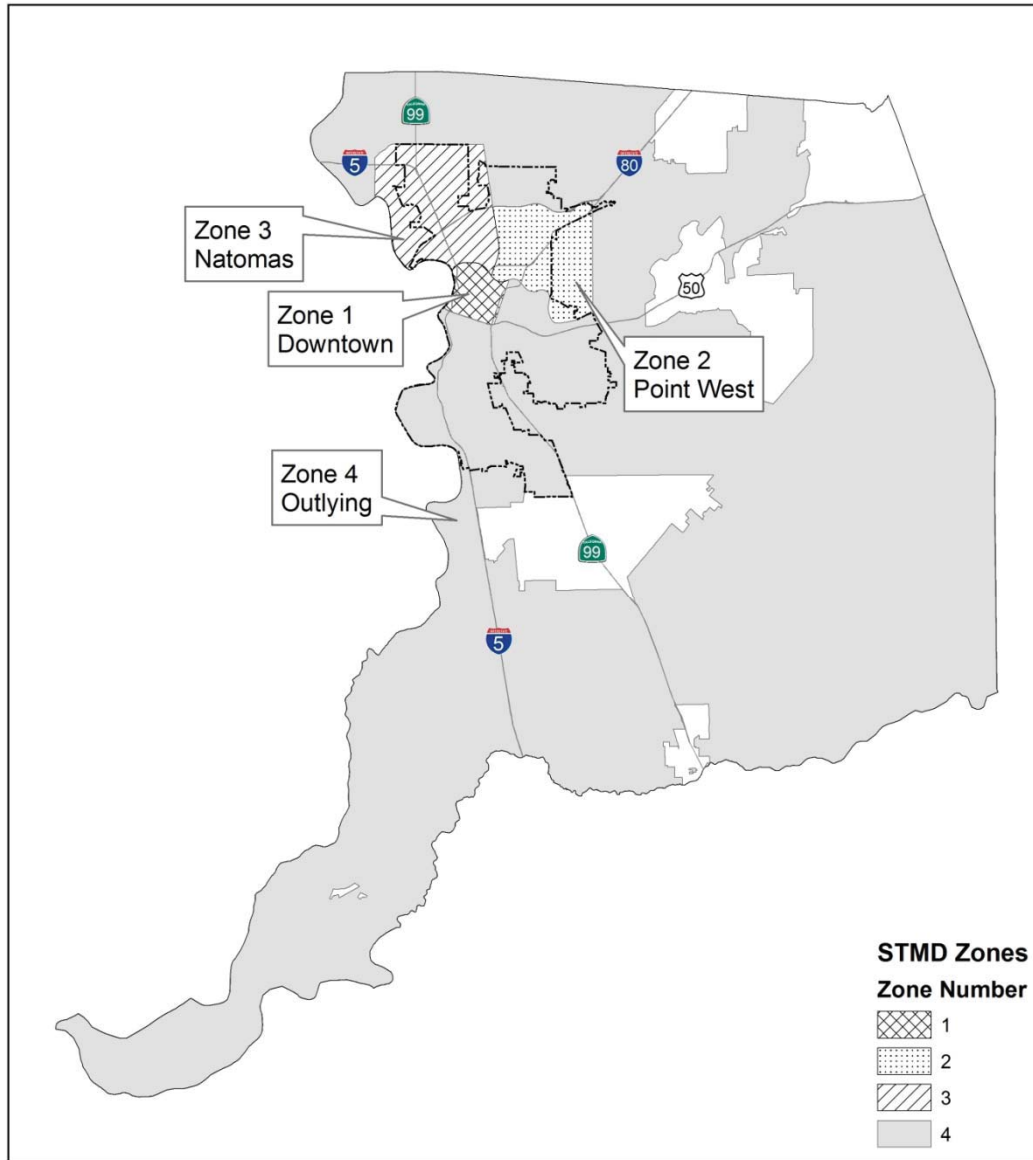 99
5
80
Zone 3
Natomas
50
Zone 1
Downtown
Zone 2
Point West
Zone 4
Outlying
99
5
STMD Zones
Zone Number
1
2
3
4